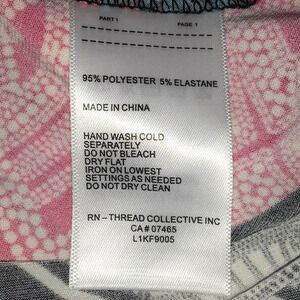 PART 1 PAGE 1
95% POLYESTER 5% ELASTANE
MADE IN CHINA
HAND WASH COLD
SEPARATELY
DO NOT BLEACH
DRY FLAT
IRON ON LOWEST
SETTINGS AS NEEDED
DO NOT DRY CLEAN
RN – THREAD COLLECTIVE INC
CA # 07465
L1KF9005